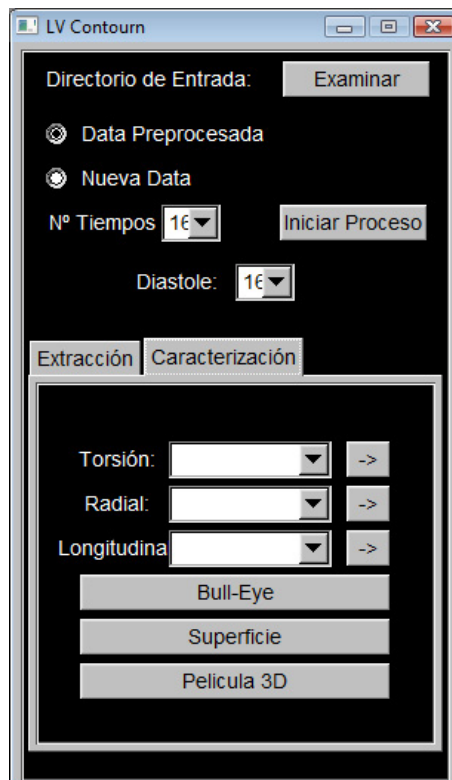 LV Contourn
Directorio de Entrada: Examinar
Data Preprocesada
Nueva Data
Nº Tiempos 16 Iniciar Proceso
Diastole: 16
Extracción Caracterización
Torsión: ->
Radial: ->
Longitudina ->
Bull-Eye
Superficie
Pelicula 3D